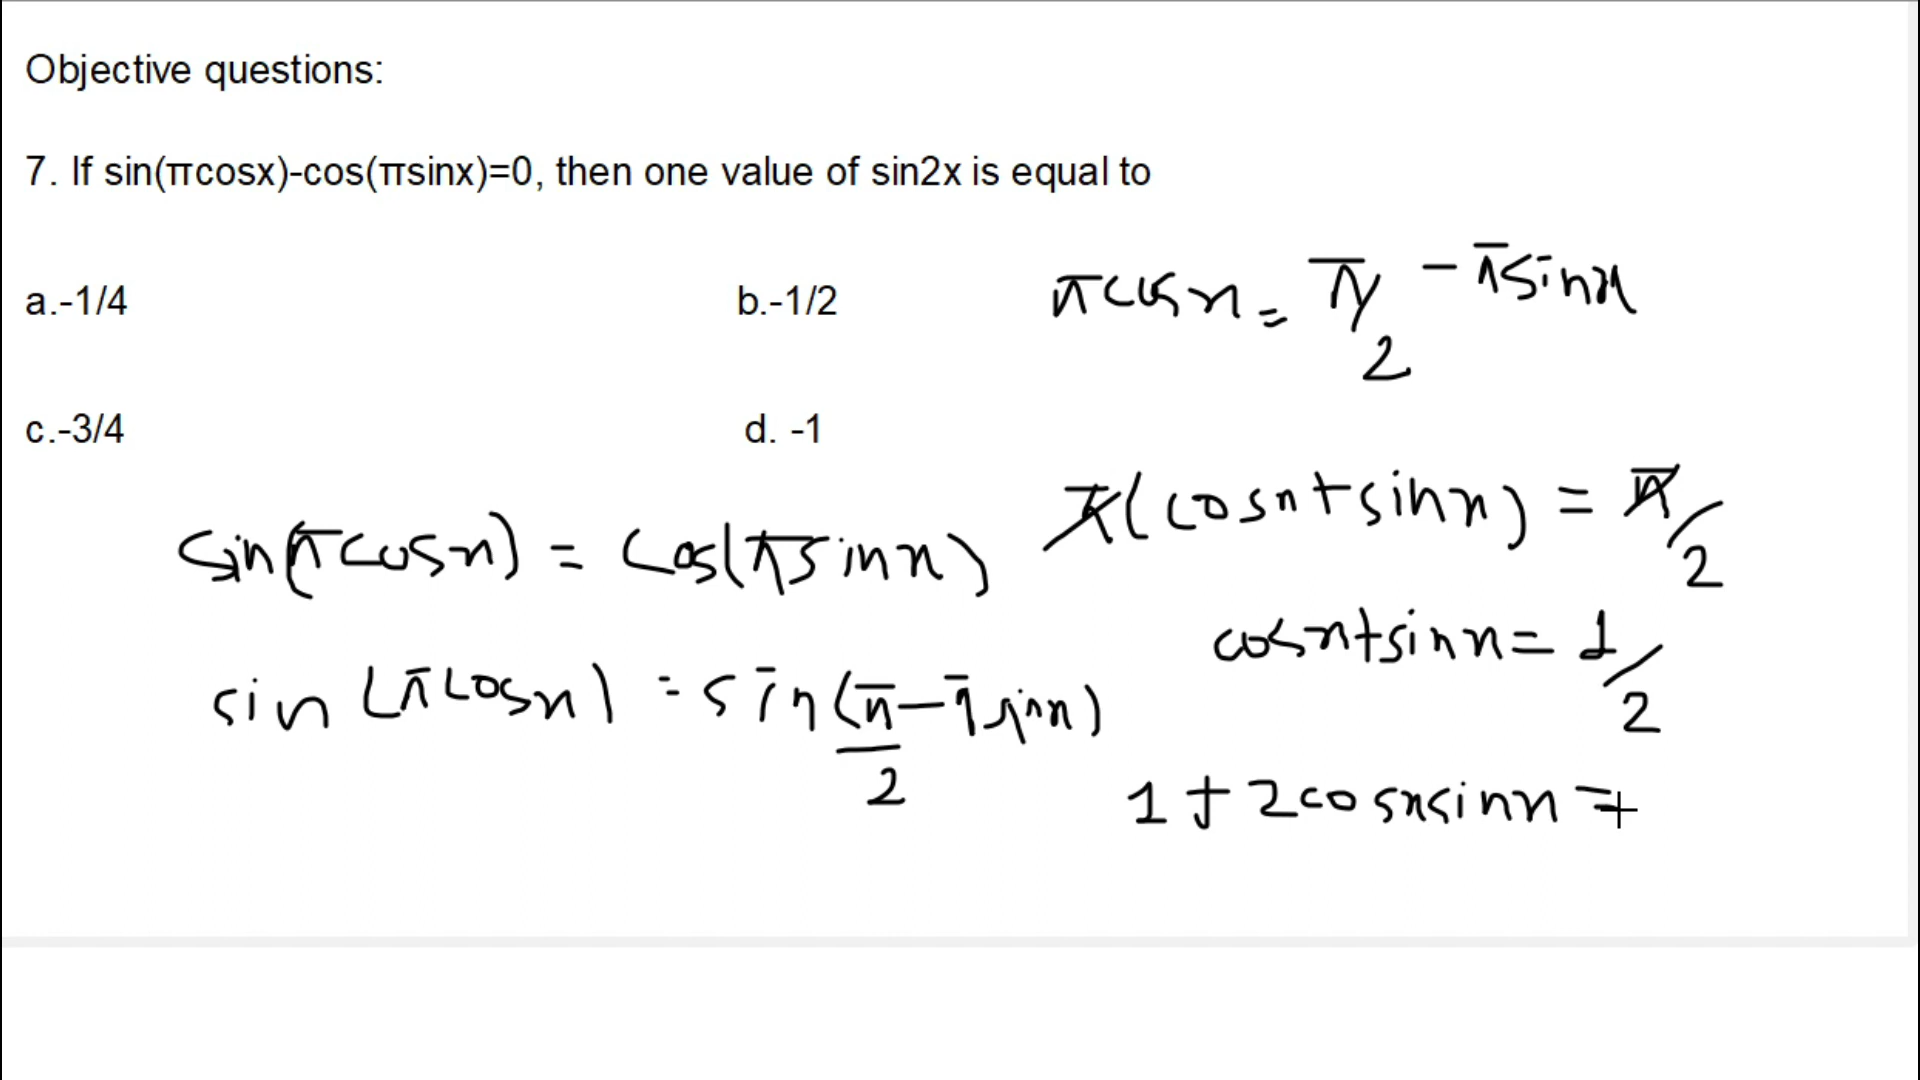 Objective questions:
7. If sin(πcosx)-cos(πsinx)=0, then one value of sin2x is equal to
a.-1/4
b.-1/2
c.-3/4
d. -1
πcosx = π/2 - πsinx
sin(πcosx) = cos(πsinx)
sin(πcosx) = sin(π/2 - πsinx)
π(cosx+sinx) = π/2
cosx+sinx = 1/2
1 + 2cosxsinx =